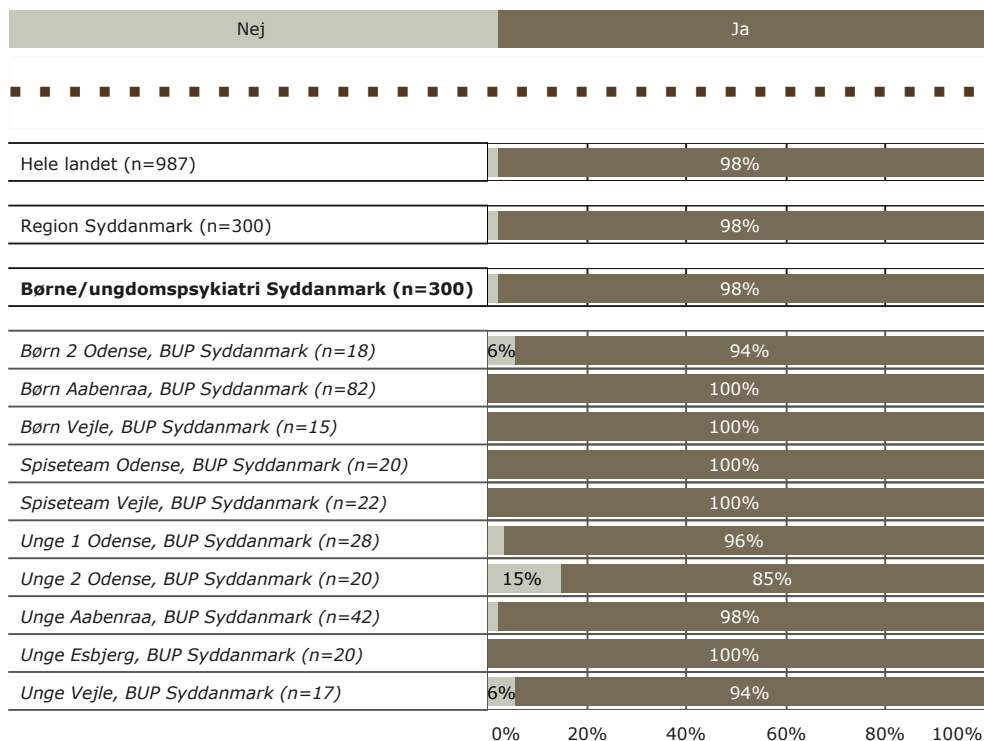 Nej Ja
Hele landet (n=987) 98%
Region Syddanmark (n=300) 98%
Børne/ungdomspsykiatri Syddanmark (n=300) 98%
Børn 2 Odense, BUP Syddanmark (n=18) 6% 94%
Børn Aabenraa, BUP Syddanmark (n=82) 100%
Børn Vejle, BUP Syddanmark (n=15) 100%
Spiseteam Odense, BUP Syddanmark (n=20) 100%
Spiseteam Vejle, BUP Syddanmark (n=22) 100%
Unge 1 Odense, BUP Syddanmark (n=28) 96%
Unge 2 Odense, BUP Syddanmark (n=20) 15% 85%
Unge Aabenraa, BUP Syddanmark (n=42) 98%
Unge Esbjerg, BUP Syddanmark (n=20) 100%
Unge Vejle, BUP Syddanmark (n=17) 6% 94%
0% 20% 40% 60% 80% 100%